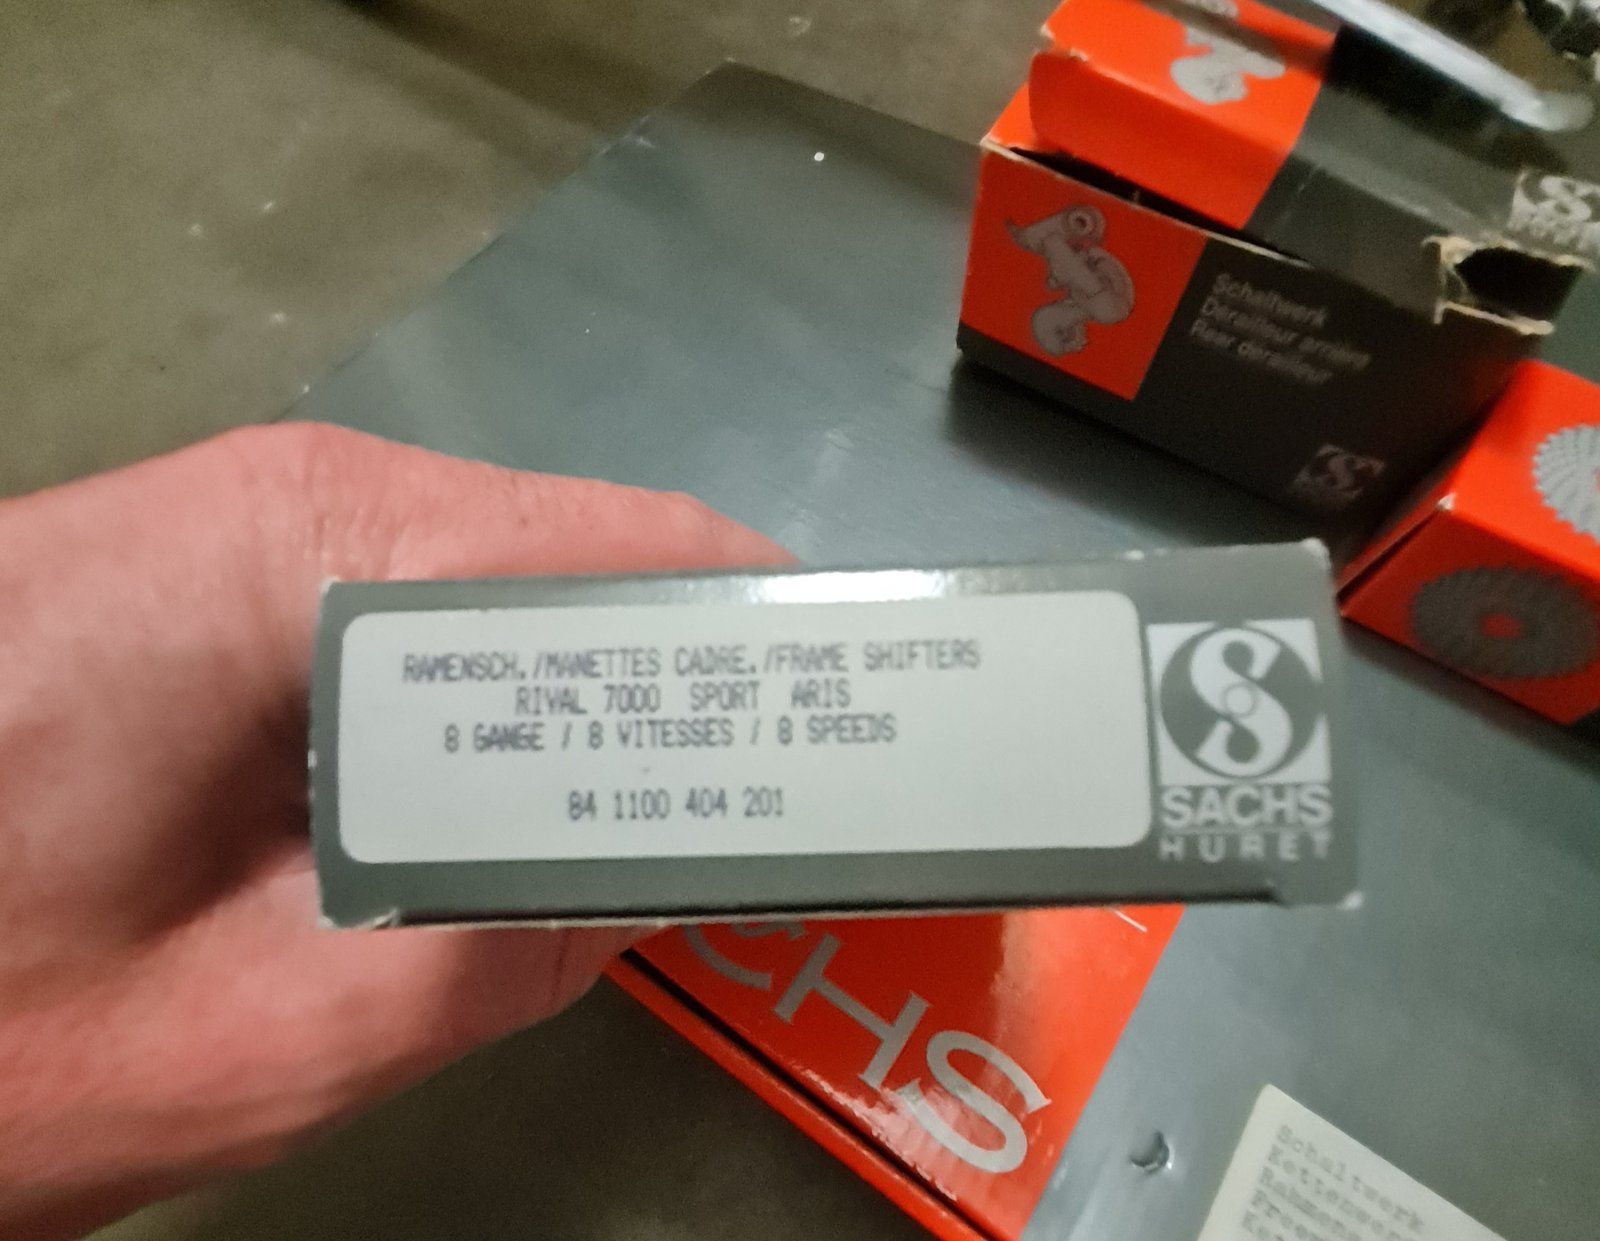 Schaltwerk
Dérailleur arrière
Rear derailleur
RAMENSCH./MANETTES CADRE./FRAME SHIFTERS
RIVAL 7000 SPORT ARIS
8 GANGE / 8 VITESSES / 8 SPEEDS
84 1100 404 201
SACHS
HURET
CHS
Schaltwerk